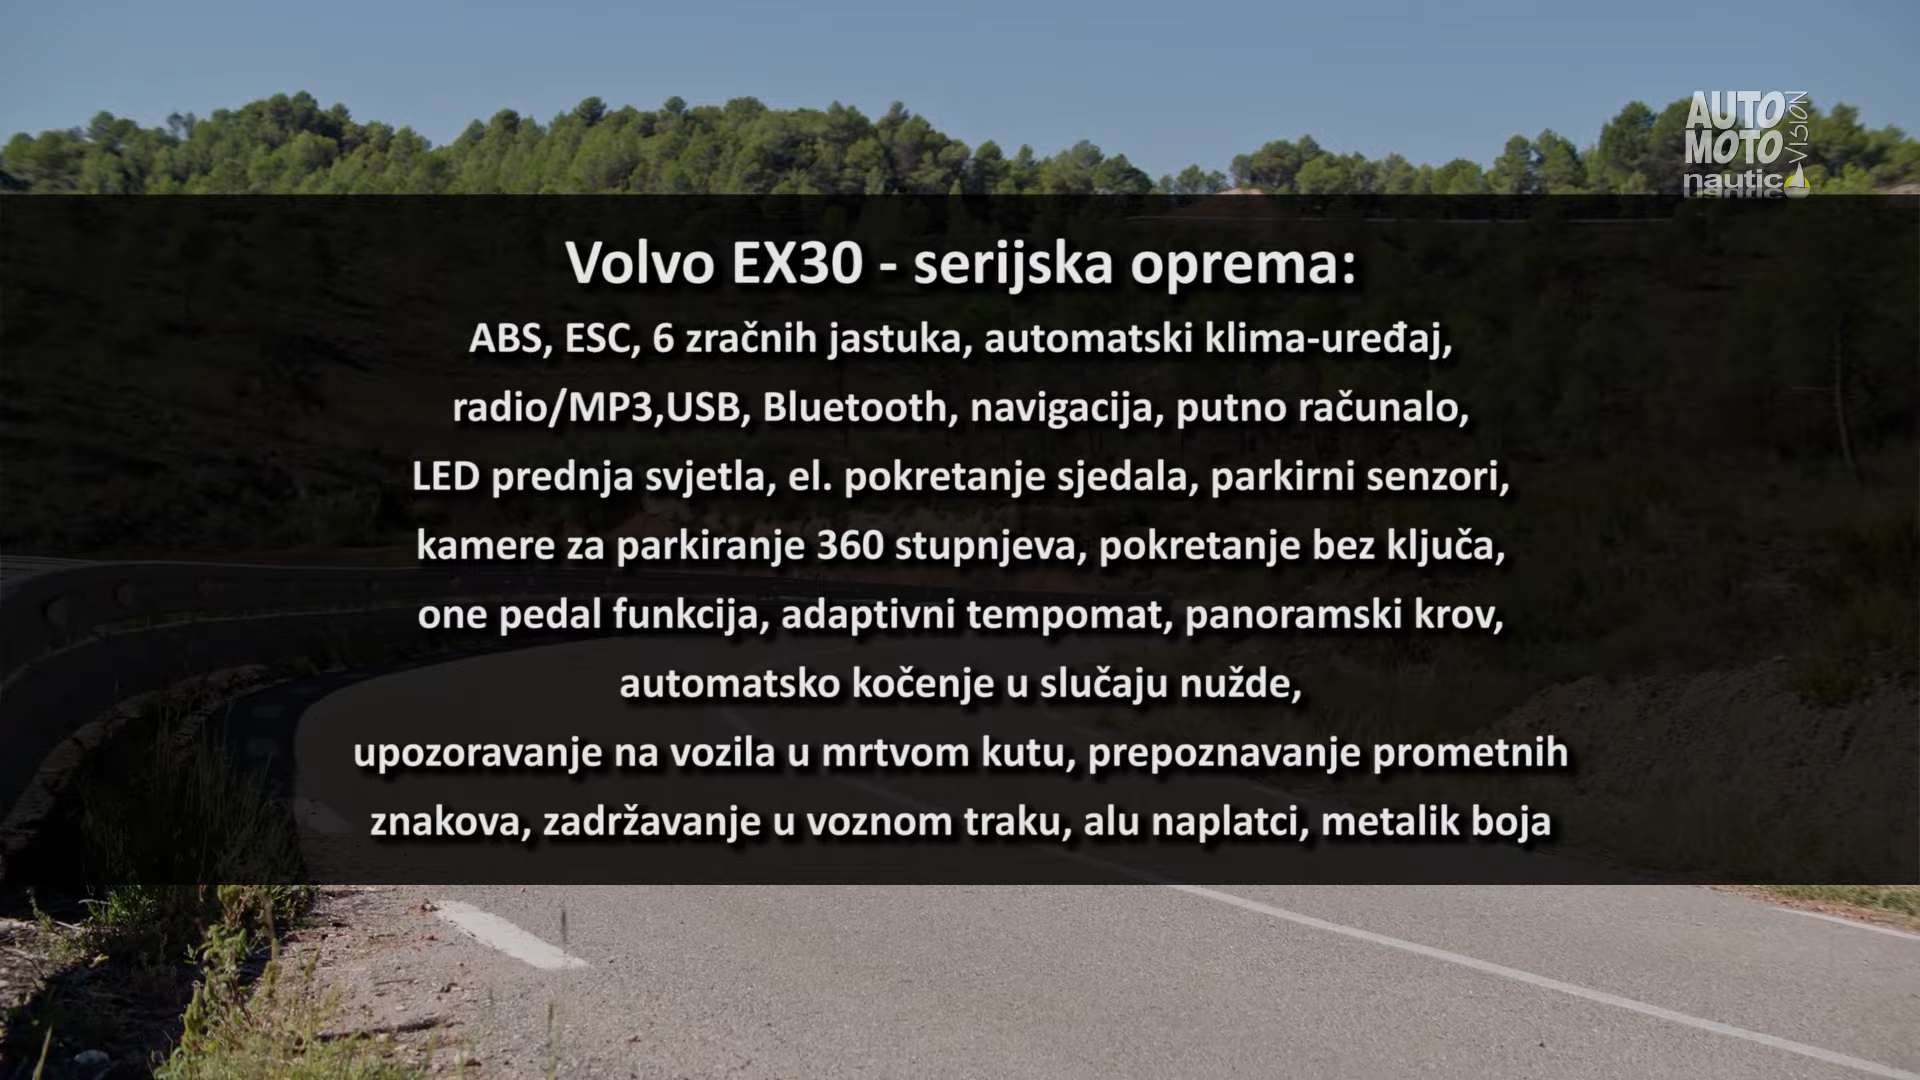 AUTO
MOTO
VISION
nautic
Volvo EX30 - serijska oprema:
ABS, ESC, 6 zračnih jastuka, automatski klima-uređaj,
radio/MP3,USB, Bluetooth, navigacija, putno računalo,
LED prednja svjetla, el. pokretanje sjedala, parkirni senzori,
kamere za parkiranje 360 stupnjeva, pokretanje bez ključa,
one pedal funkcija, adaptivni tempomat, panoramski krov,
automatsko kočenje u slučaju nužde,
upozoravanje na vozila u mrtvom kutu, prepoznavanje prometnih
znakova, zadržavanje u voznom traku, alu naplatci, metalik boja